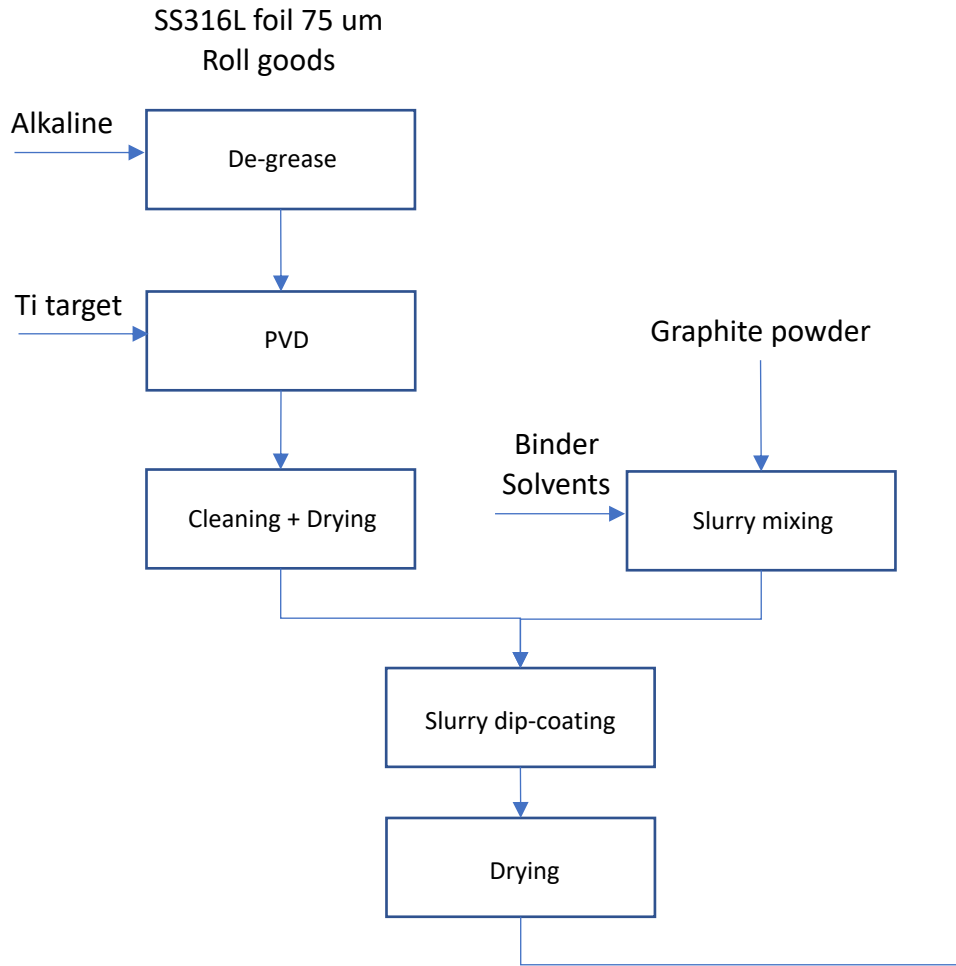 SS316L foil 75 um
Roll goods
Alkaline
De-grease
Ti target
PVD
Graphite powder
Binder
Solvents
Cleaning + Drying
Slurry mixing
Slurry dip-coating
Drying